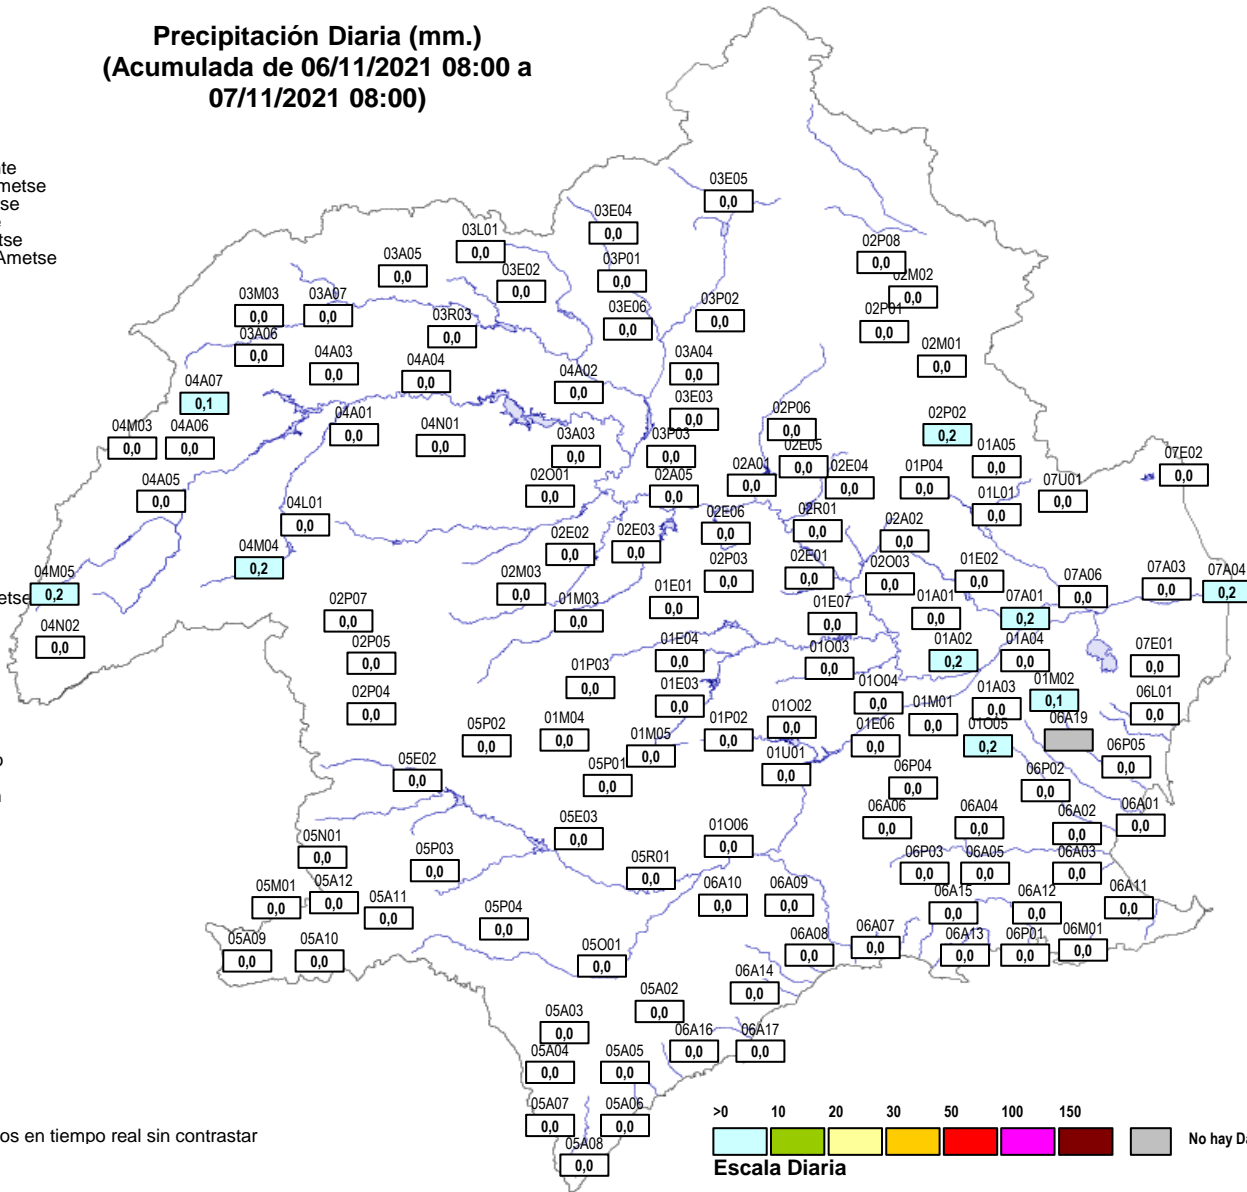 Precipitación Diaria (mm.)
(Acumulada de 06/11/2021 08:00 a
07/11/2021 08:00)
03E05
0,0
03E04
0,0
03L01
0,0
03A05
0,0
03E02
0,0
03P01
0,0
02P08
0,0
02M02
0,0
03M03
0,0
03A07
0,0
03R03
0,0
03E06
0,0
03P02
0,0
02P01
0,0
03A06
0,0
04A03
0,0
04A04
0,0
04A02
0,0
03A04
0,0
02M01
0,0
04A07
0,1
03E03
0,0
04M03
0,0
04A06
0,0
04A01
0,0
04N01
0,0
03A03
0,0
03P03
0,0
02P06
0,0
02P02
0,2
02E05
0,0
01A05
0,0
07E02
0,0
04A05
0,0
02O01
0,0
02A05
0,0
02A01
0,0
02E04
0,0
01P04
0,0
01L01
0,0
07U01
0,0
04L01
0,0
02E02
0,0
02E03
0,0
02E06
0,0
02R01
0,0
02A02
0,0
04M04
0,2
04M05
0,2
02M03
0,0
02P03
0,0
02E01
0,0
02O03
0,0
01E02
0,0
07A06
0,0
07A03
0,0
07A04
0,2
04N02
0,0
02P07
0,0
01M03
0,0
01E01
0,0
01E07
0,0
01A01
0,0
07A01
0,2
02P05
0,0
01E04
0,0
01O03
0,0
01A02
0,2
01A04
0,0
07E01
0,0
02P04
0,0
01P03
0,0
01E03
0,0
01O04
0,0
01A03
0,0
01M02
0,1
06L01
0,0
05P02
0,0
01M04
0,0
01M05
0,0
01P02
0,0
01O02
0,0
01E06
0,0
01M01
0,0
01O05
0,2
06A19
06P05
0,0
05E02
0,0
05P01
0,0
01U01
0,0
06P04
0,0
06P02
0,0
05E03
0,0
01O06
0,0
06A06
0,0
06A04
0,0
06A02
0,0
06A01
0,0
05N01
0,0
05P03
0,0
05R01
0,0
06P03
0,0
06A05
0,0
06A03
0,0
05M01
0,0
05A12
0,0
05A11
0,0
05P04
0,0
06A10
0,0
06A09
0,0
06A15
0,0
06A12
0,0
06A11
0,0
05A09
0,0
05A10
0,0
05O01
0,0
06A08
0,0
06A07
0,0
06A13
0,0
06P01
0,0
06M01
0,0
05A03
0,0
05A02
0,0
06A14
0,0
05A04
0,0
05A05
0,0
06A16
0,0
06A17
0,0
05A07
0,0
05A06
0,0
05A08
0,0
os en tiempo real sin contrastar
>0 10 20 30 50 100 150
No hay Da
Escala Diaria